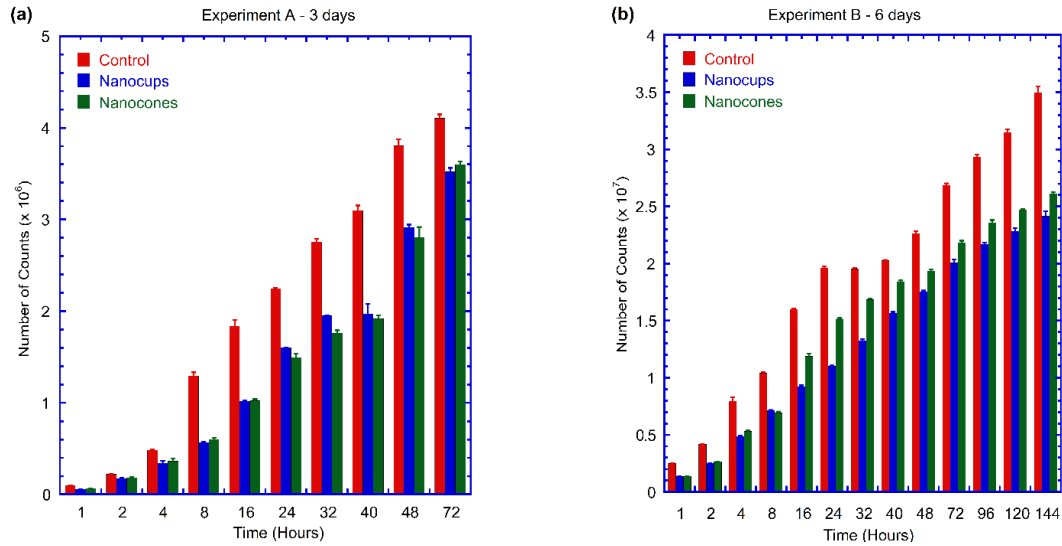 (a)
Experiment A - 3 days
Number of Counts (x 10⁶)
5
4
3
2
1
0
Control
Nanocups
Nanocones
1 2 4 8 16 24 32 40 48 72
Time (Hours)
(b)
Experiment B - 6 days
Number of Counts (x 10⁷)
4
3.5
3
2.5
2
1.5
1
0.5
0
Control
Nanocups
Nanocones
1 2 4 8 16 24 32 40 48 72 96 120 144
Time (Hours)